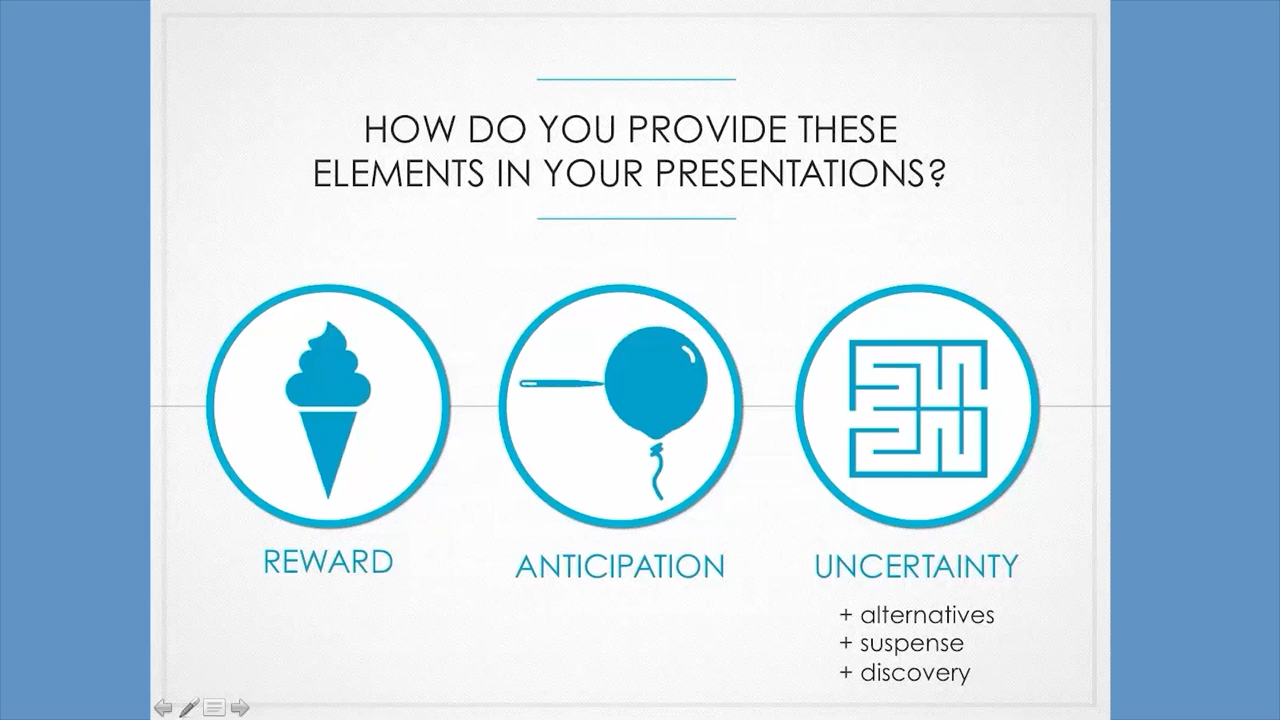 HOW DO YOU PROVIDE THESE
ELEMENTS IN YOUR PRESENTATIONS?
REWARD
ANTICIPATION
UNCERTAINTY
+ alternatives
+ suspense
+ discovery